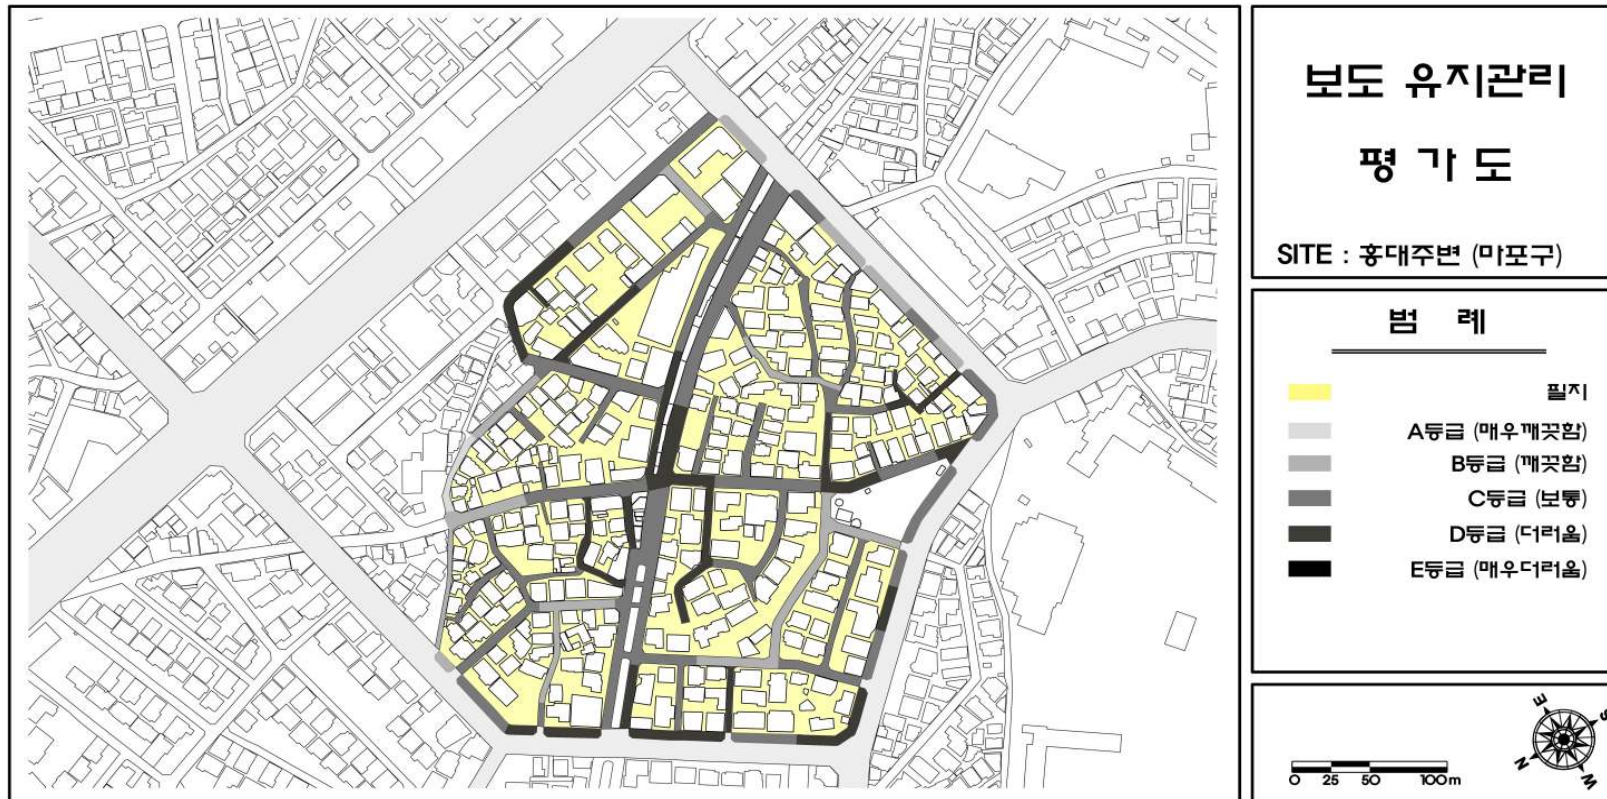 보도 유지관리
평 가 도
SITE : 홍대주변 (마포구)
범 례
필지
A등급 (매우깨끗함)
B등급 (깨끗함)
C등급 (보통)
D등급 (더러움)
E등급 (매우더러움)
0 25 50 100m
E
S
N
W